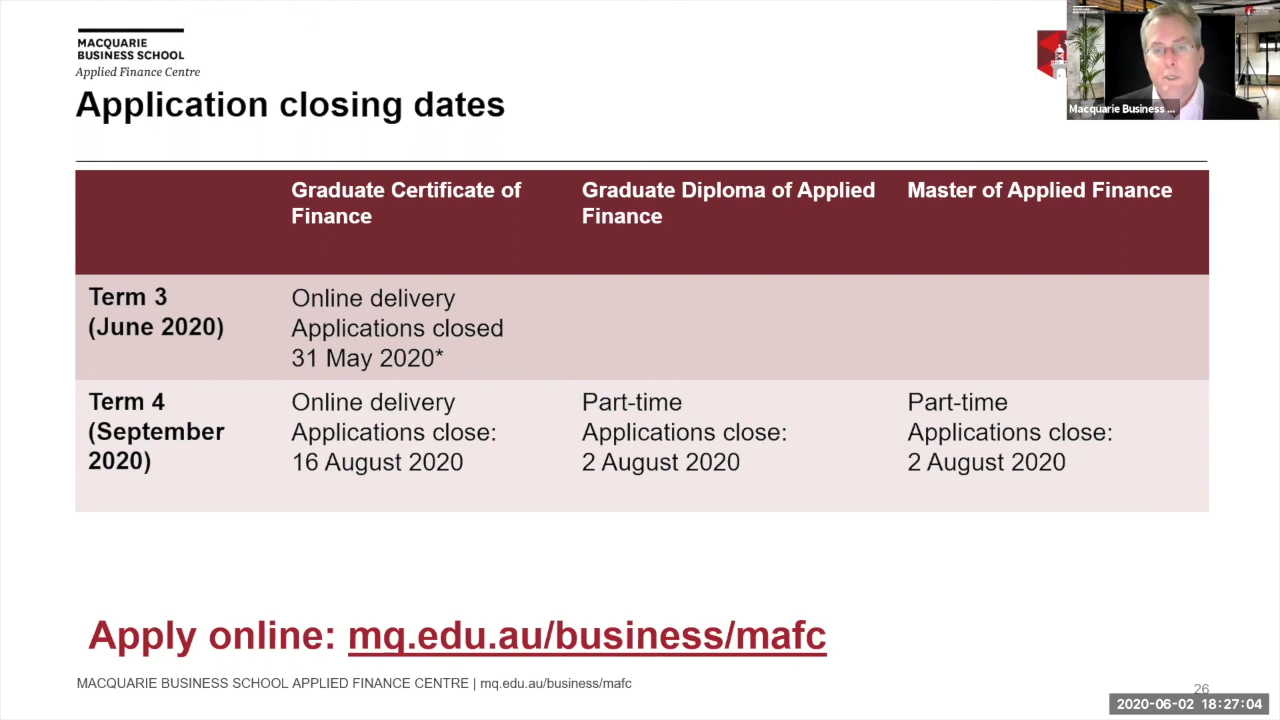 MACQUARIE
BUSINESS SCHOOL
Applied Finance Centre
Application closing dates
Macquarie Business ...
Graduate Certificate of
Finance
Graduate Diploma of Applied
Finance
Master of Applied Finance
Term 3
(June 2020)
Online delivery
Applications closed
31 May 2020*
Term 4
(September
2020)
Online delivery
Applications close:
16 August 2020
Part-time
Applications close:
2 August 2020
Part-time
Applications close:
2 August 2020
Apply online: mq.edu.au/business/mafc
MACQUARIE BUSINESS SCHOOL APPLIED FINANCE CENTRE | mq.edu.au/business/mafc
26
2020-06-02 18:27:04